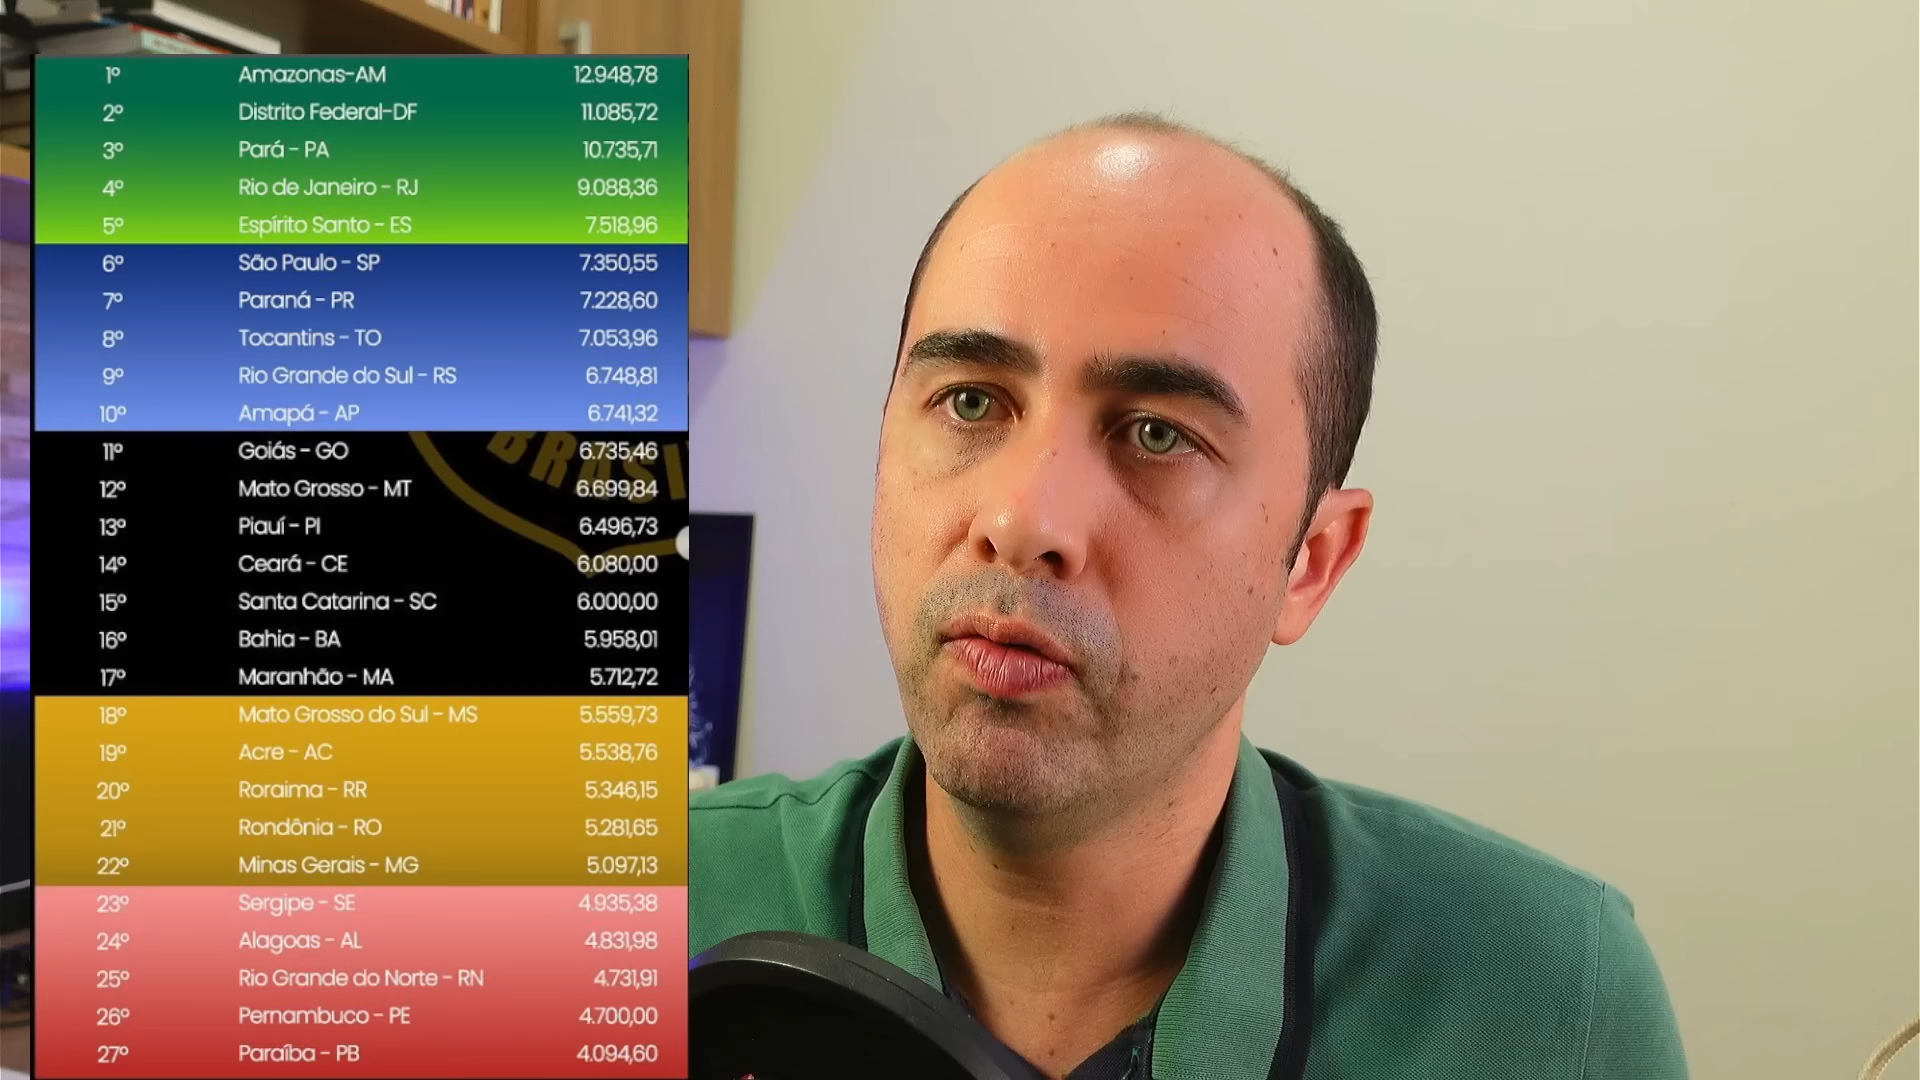 1º Amazonas-AM 12.948,78
2º Distrito Federal-DF 11.085,72
3º Pará - PA 10.735,71
4º Rio de Janeiro - RJ 9.088,36
5º Espírito Santo - ES 7.518,96
6º São Paulo - SP 7.350,55
7º Paraná - PR 7.228,60
8º Tocantins - TO 7.053,96
9º Rio Grande do Sul - RS 6.748,81
10º Amapá - AP 6.741,32
11º Goiás - GO 6.735,46
12º Mato Grosso - MT 6.699,84
13º Piauí - PI 6.496,73
14º Ceará - CE 6.080,00
15º Santa Catarina - SC 6.000,00
16º Bahia - BA 5.958,01
17º Maranhão - MA 5.712,72
18º Mato Grosso do Sul - MS 5.559,73
19º Acre - AC 5.538,76
20º Roraima - RR 5.346,15
21º Rondônia - RO 5.281,65
22º Minas Gerais - MG 5.097,13
23º Sergipe - SE 4.935,38
24º Alagoas - AL 4.831,98
25º Rio Grande do Norte - RN 4.731,91
26º Pernambuco - PE 4.700,00
27º Paraíba - PB 4.094,60